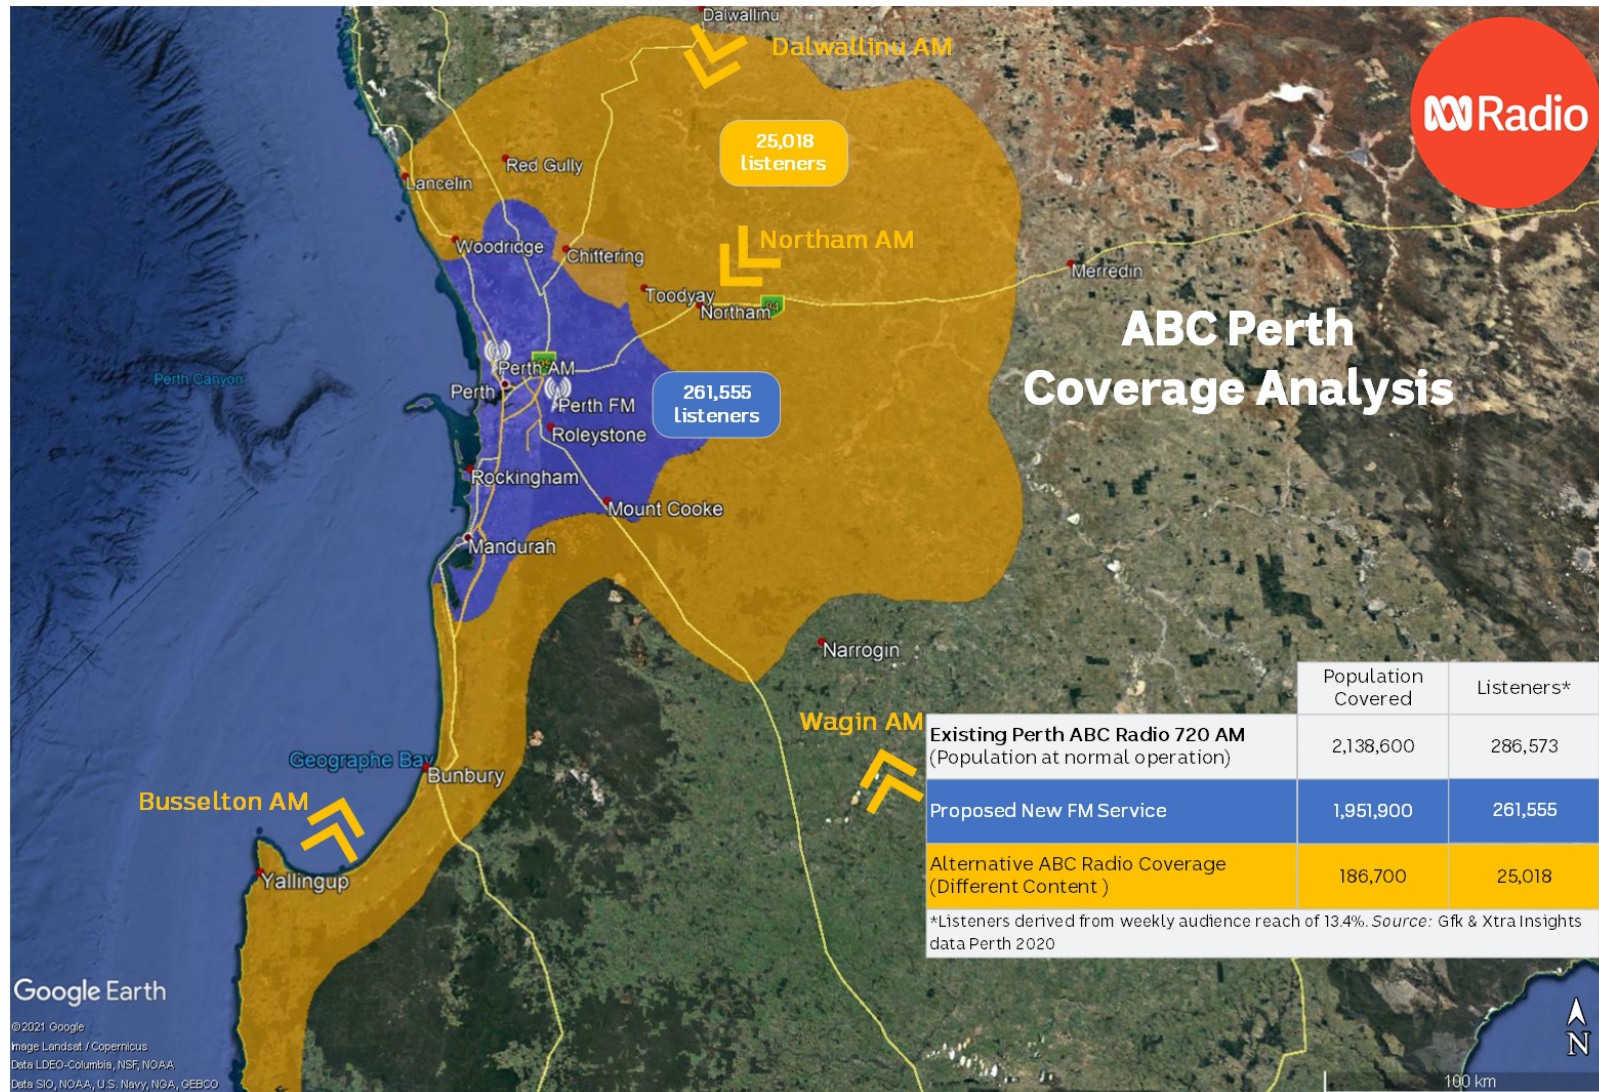 Dalwallinu
Dalwallinu AM
Radio
25,018
listeners
Red Gully
Lancelin
Northam AM
Woodridge
Chittering
Merredin
Toodyay
Northam
94
ABC Perth
Coverage Analysis
Perth AM
Perth Canyon
Perth
261,555
listeners
Perth FM
Roleystone
Rockingham
Mount Cooke
Mandurah
Narrogin
Population
Covered
Listeners*
Wagin AM
Existing Perth ABC Radio 720 AM
(Population at normal operation)
2,138,600
286,573
Geographe Bay
Bunbury
Busselton AM
Proposed New FM Service
1,951,900
261,555
Alternative ABC Radio Coverage
(Different Content )
186,700
25,018
Yallingup
*Listeners derived from weekly audience reach of 13.4%. Source: Gfk & Xtra Insights
data Perth 2020
Google Earth
©2021 Google
Image Landsat / Copernicus
Data LDEO-Columbia, NSF, NOAA
Data SIO, NOAA, U.S. Navy, NGA, GEBCO
N
100 km